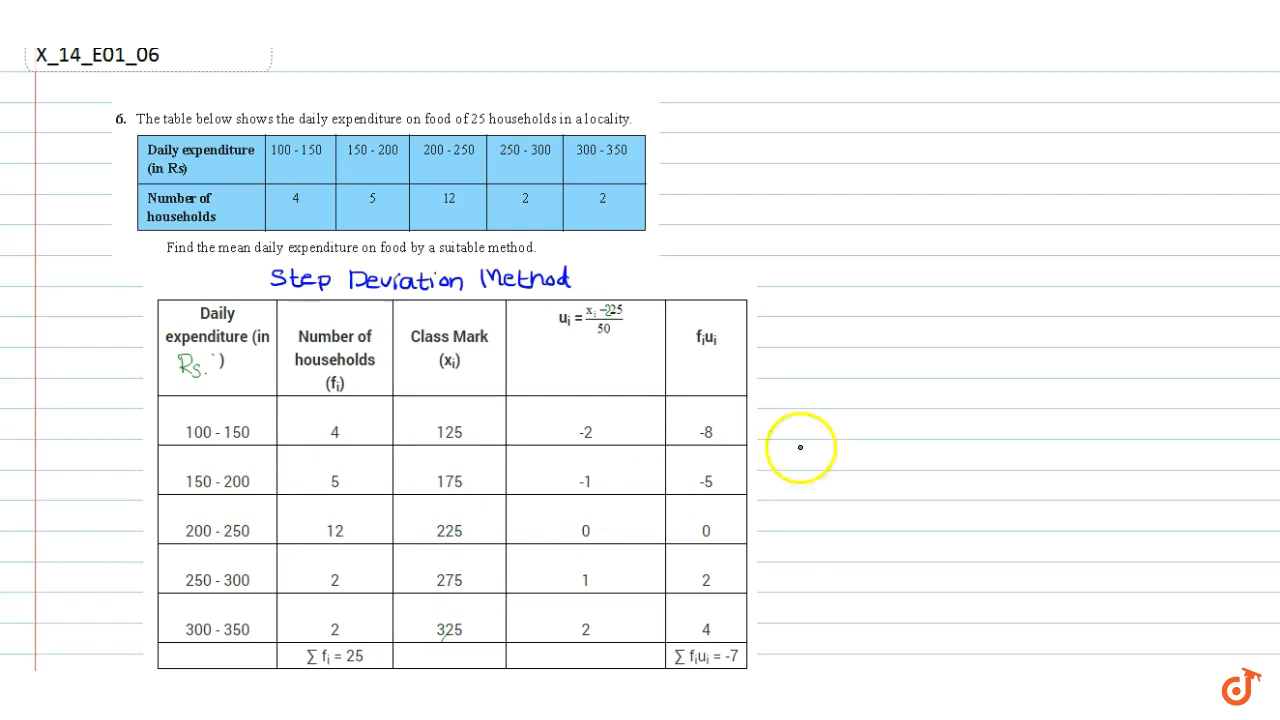 X_14_E01_06
6. The table below shows the daily expenditure on food of 25 households in a locality.
Daily expenditure (in Rs) 100 - 150 150 - 200 200 - 250 250 - 300 300 - 350
Number of households 4 5 12 2 2
Find the mean daily expenditure on food by a suitable method.
Step Deviation Method
Daily expenditure (in Rs. ) Number of households (fi) Class Mark (xi) ui = xi - 225 / 50 fiui
100 - 150 4 125 -2 -8
150 - 200 5 175 -1 -5
200 - 250 12 225 0 0
250 - 300 2 275 1 2
300 - 350 2 325 2 4
∑ fi = 25 ∑ fiui = -7